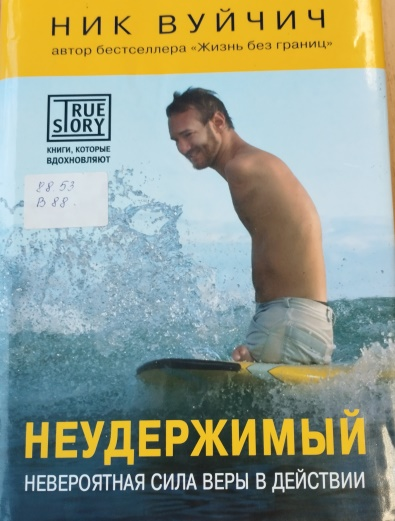 НИК ВУЙЧИЧ
автор бестселлера «Жизнь без границ»
TRUE
STORY
КНИГИ, КОТОРЫЕ
ВДОХНОВЛЯЮТ
88 53
В 88
НЕУДЕРЖИМЫЙ
НЕВЕРОЯТНАЯ СИЛА ВЕРЫ В ДЕЙСТВИИ